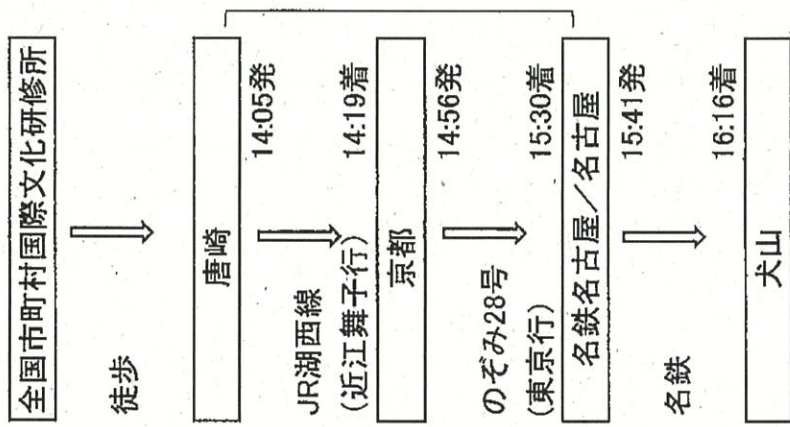 全国市町村国際文化研修所
徒歩
唐崎
14:05発
JR湖西線
(近江舞子行)
14:19着
京都
14:56発
のぞみ28号
(東京行)
15:30着
名鉄名古屋/名古屋
15:41発
名鉄
16:16着
犬山